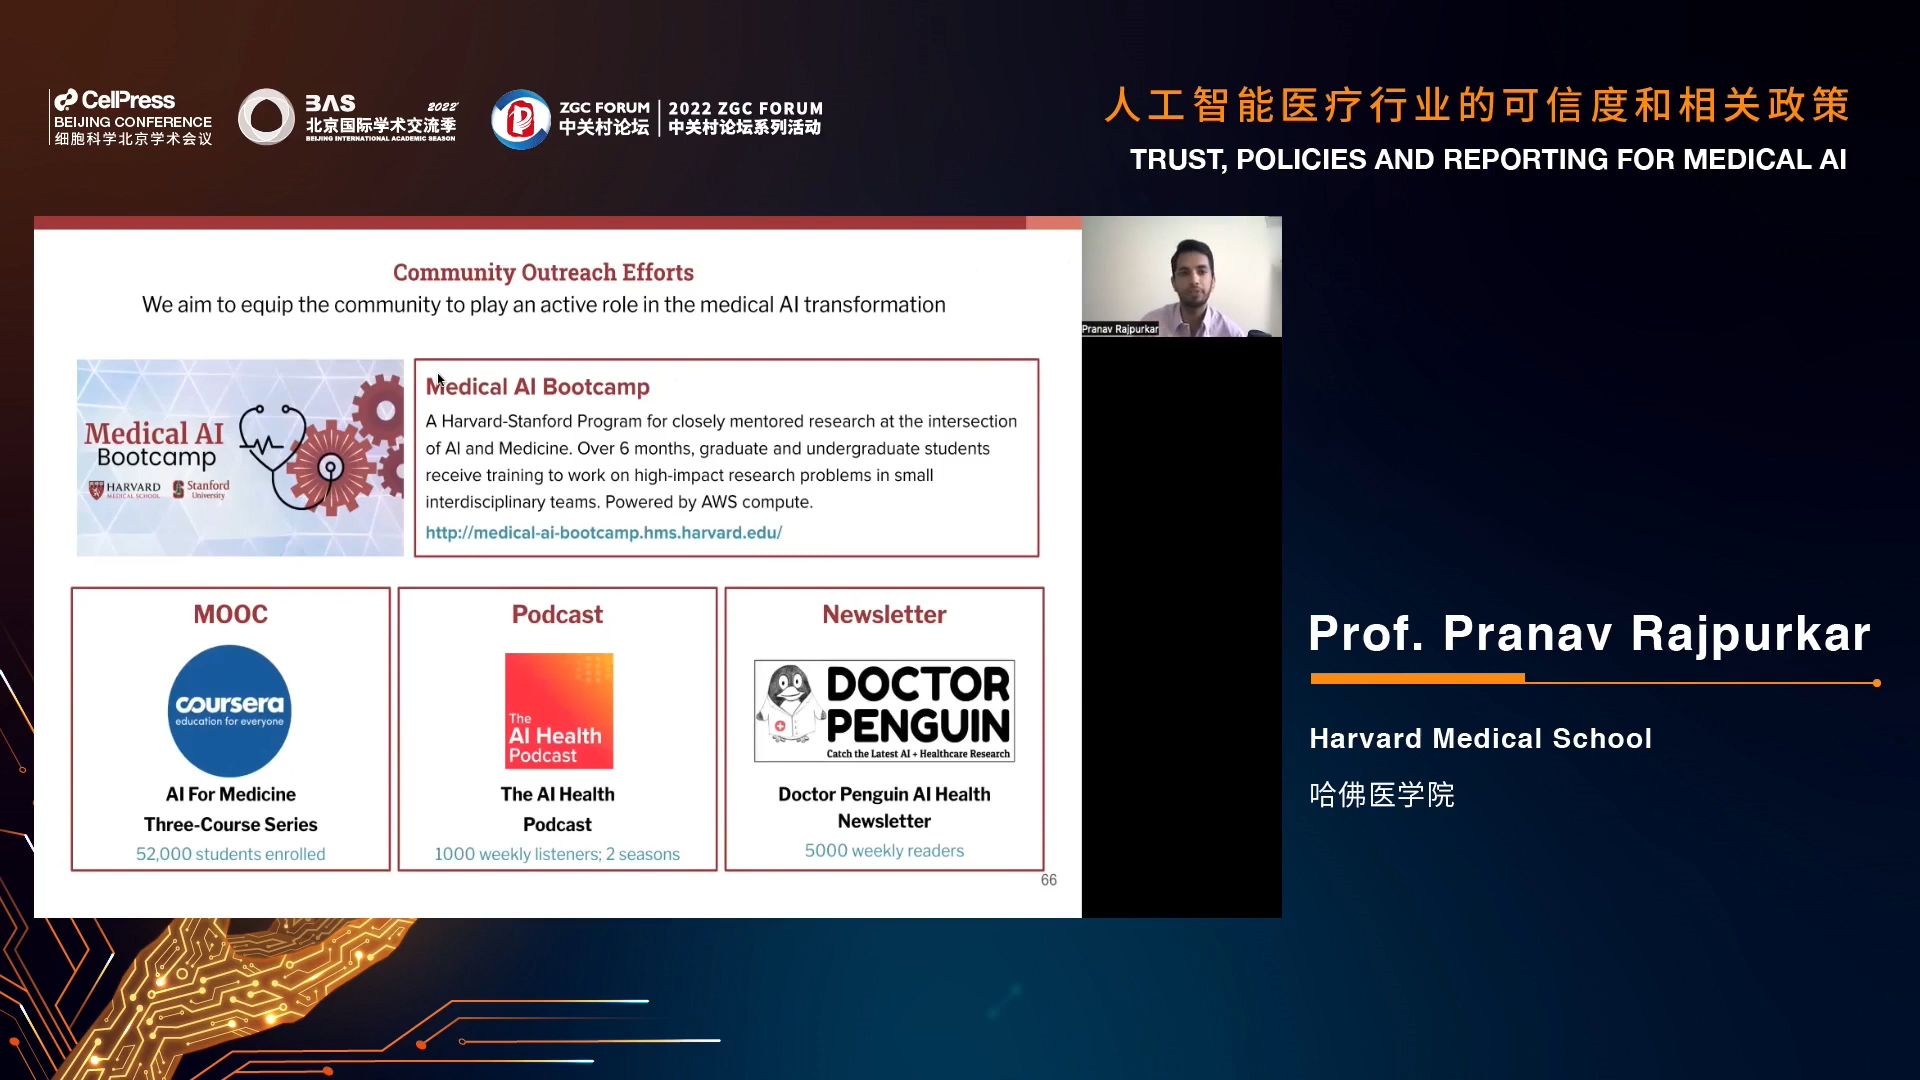 CellPress
BEIJING CONFERENCE
细胞科学北京学术会议
BAS 2022
北京国际学术交流季
BEIJING INTERNATIONAL ACADEMIC SEASON
ZGC FORUM
中关村论坛
2022 ZGC FORUM
中关村论坛系列活动
人工智能医疗行业的可信度和相关政策
TRUST, POLICIES AND REPORTING FOR MEDICAL AI
Community Outreach Efforts
We aim to equip the community to play an active role in the medical AI transformation
Medical AI
Bootcamp
HARVARD
MEDICAL SCHOOL
Stanford
University
Medical AI Bootcamp
A Harvard-Stanford Program for closely mentored research at the intersection
of AI and Medicine. Over 6 months, graduate and undergraduate students
receive training to work on high-impact research problems in small
interdisciplinary teams. Powered by AWS compute.
http://medical-ai-bootcamp.hms.harvard.edu/
MOOC
coursera
education for everyone
AI For Medicine
Three-Course Series
52,000 students enrolled
Podcast
The
AI Health
Podcast
The AI Health
Podcast
1000 weekly listeners; 2 seasons
Newsletter
DOCTOR
PENGUIN
Catch the Latest AI + Healthcare Research
Doctor Penguin AI Health
Newsletter
5000 weekly readers
66
Pranav Rajpurkar
Prof. Pranav Rajpurkar
Harvard Medical School
哈佛医学院